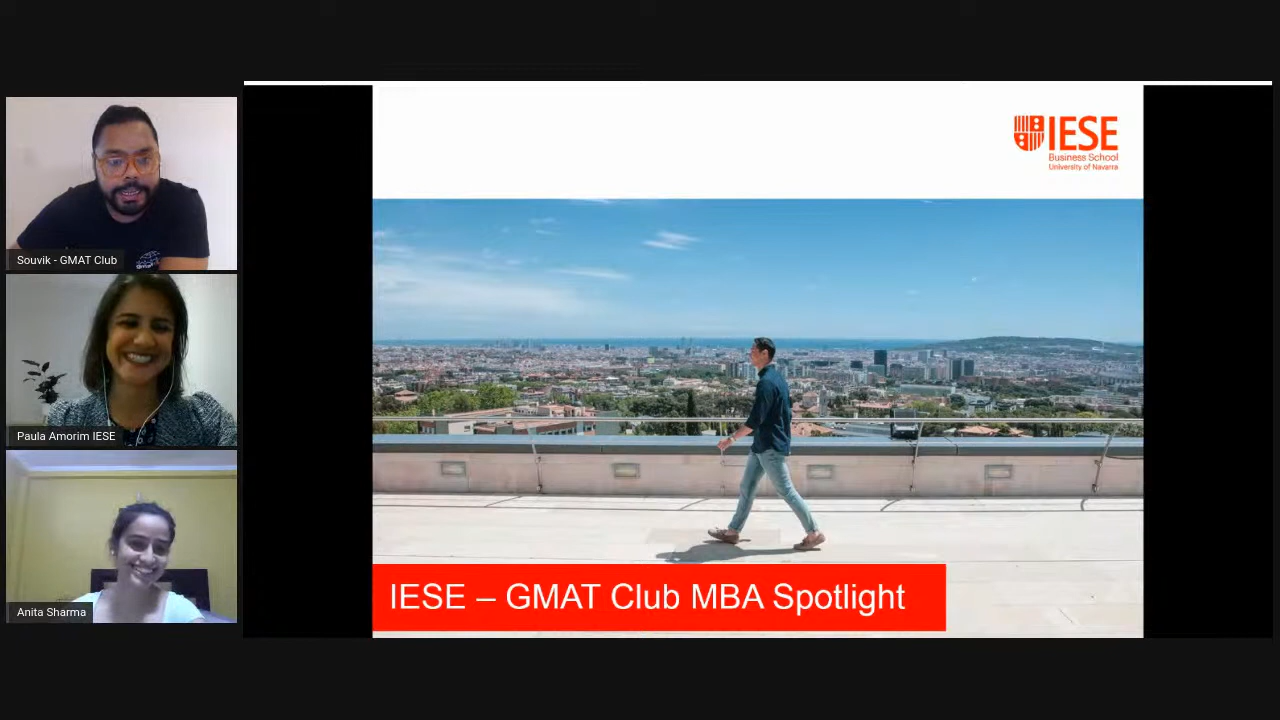 Souvik - GMAT Club
Paula Amorim IESE
Anita Sharma
IESE
Business School
University of Navarra
IESE – GMAT Club MBA Spotlight